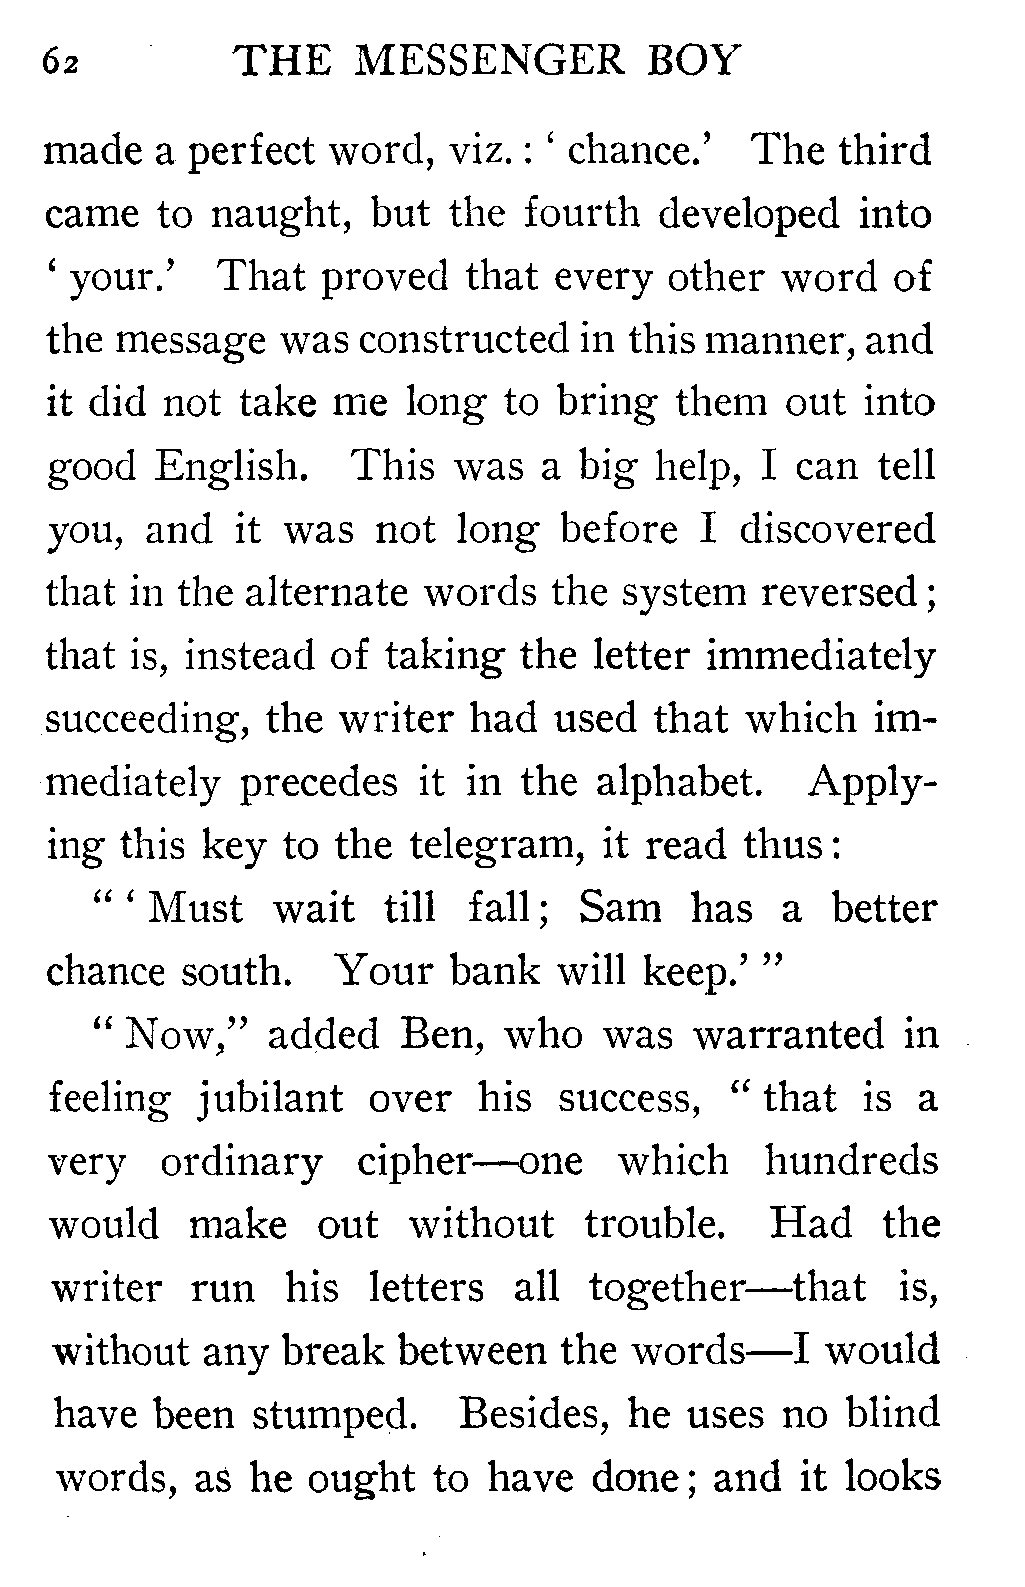 62 THE MESSENGER BOY
made a perfect word, viz. : ‘ chance.’ The third
came to naught, but the fourth developed into
‘ your.’ That proved that every other word of
the message was constructed in this manner, and
it did not take me long to bring them out into
good English. This was a big help, I can tell
you, and it was not long before I discovered
that in the alternate words the system reversed ;
that is, instead of taking the letter immediately
succeeding, the writer had used that which im-
mediately precedes it in the alphabet. Apply-
ing this key to the telegram, it read thus :
“ ‘ Must wait till fall ; Sam has a better
chance south. Your bank will keep.’ ”
“ Now,” added Ben, who was warranted in
feeling jubilant over his success, “ that is a
very ordinary cipher—one which hundreds
would make out without trouble. Had the
writer run his letters all together—that is,
without any break between the words—I would
have been stumped. Besides, he uses no blind
words, as he ought to have done ; and it looks